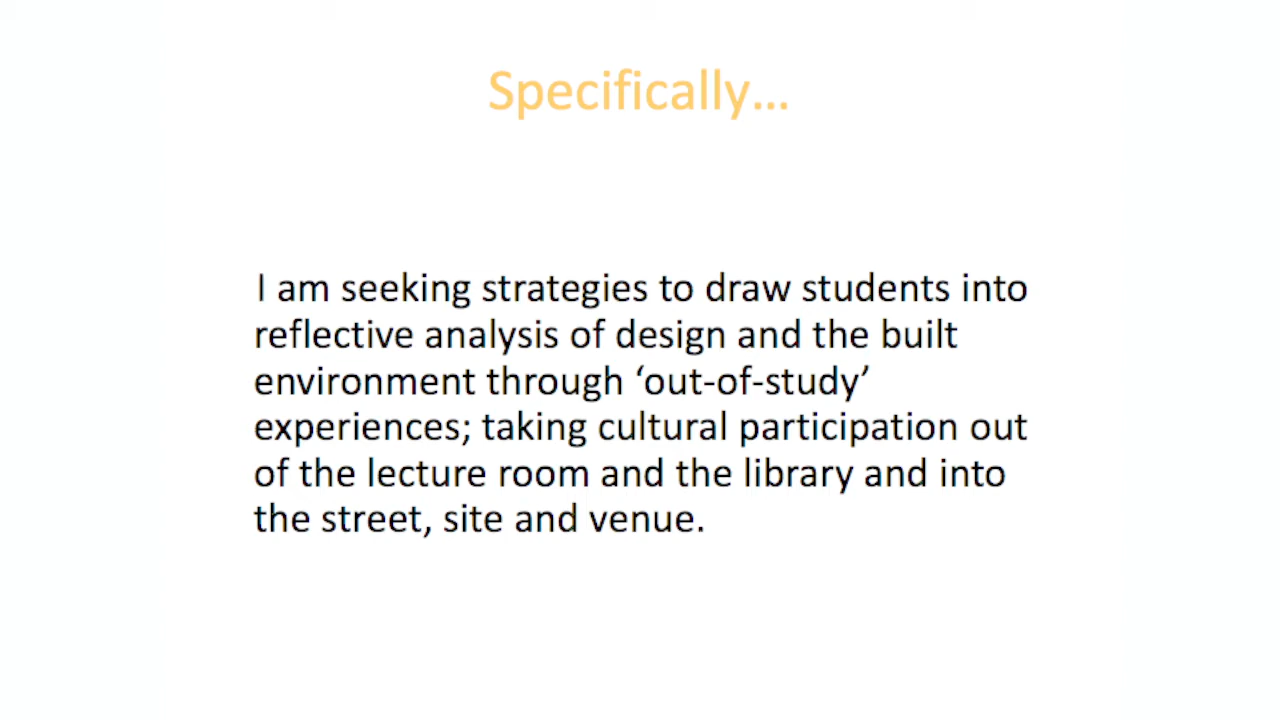 Specifically…
I am seeking strategies to draw students into
reflective analysis of design and the built
environment through ‘out-of-study’
experiences; taking cultural participation out
of the lecture room and the library and into
the street, site and venue.